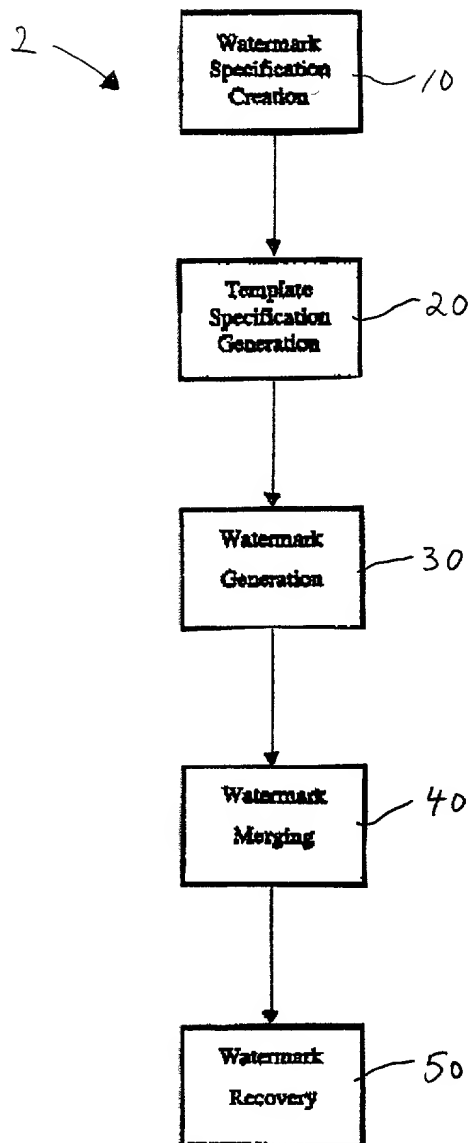 2
Watermark
Specification
Creation
10
Template
Specification
Generation
20
Watermark
Generation
30
Watermark
Merging
40
Watermark
Recovery
50